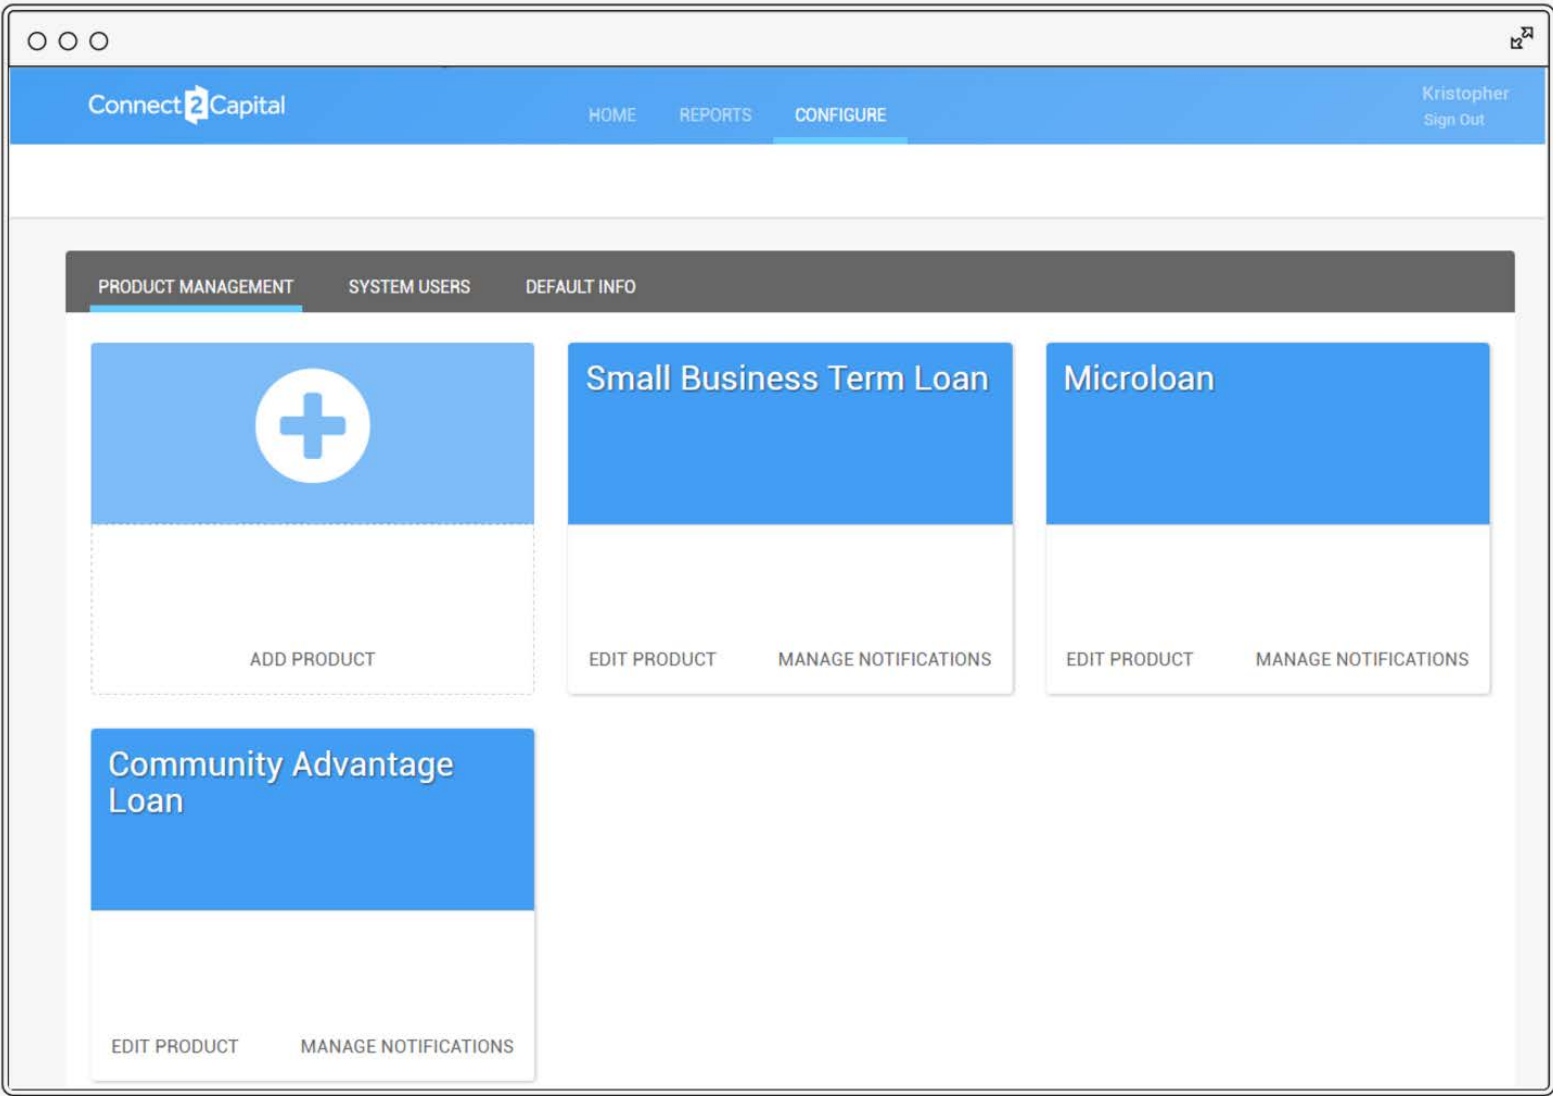 Connect2Capital
HOME REPORTS CONFIGURE
Kristopher
Sign Out
PRODUCT MANAGEMENT SYSTEM USERS DEFAULT INFO
ADD PRODUCT
Small Business Term Loan
EDIT PRODUCT MANAGE NOTIFICATIONS
Microloan
EDIT PRODUCT MANAGE NOTIFICATIONS
Community Advantage
Loan
EDIT PRODUCT MANAGE NOTIFICATIONS